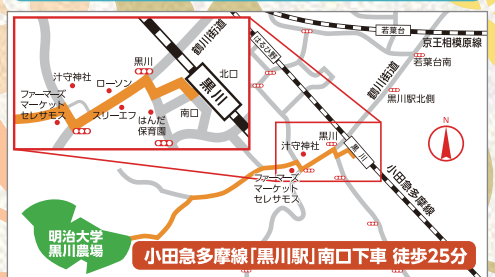 鶴川街道
黒川
北口
汁守神社
ローソン
黒川
ファーマーズ
マーケット
セレサモス
スリーエフ
はんだ
保育園
南口
はるひ野
若葉台
京王相模原線
若葉台南
鶴川街道
黒川駅北側
N
黒川
汁守神社
黒川
ファーマーズ
マーケット
セレサモス
小田急多摩線
明治大学
黒川農場
小田急多摩線「黒川駅」南口下車 徒歩25分